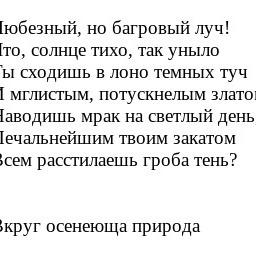 Любезный, но багровый луч!
Что, солнце тихо, так уныло
Ты сходишь в лоно темных туч
И мглистым, потускнелым злато
Наводишь мрак на светлый день,
Печальнейшим твоим закатом
Всем расстилаешь гроба тень?
Вкруг осенеюща природа